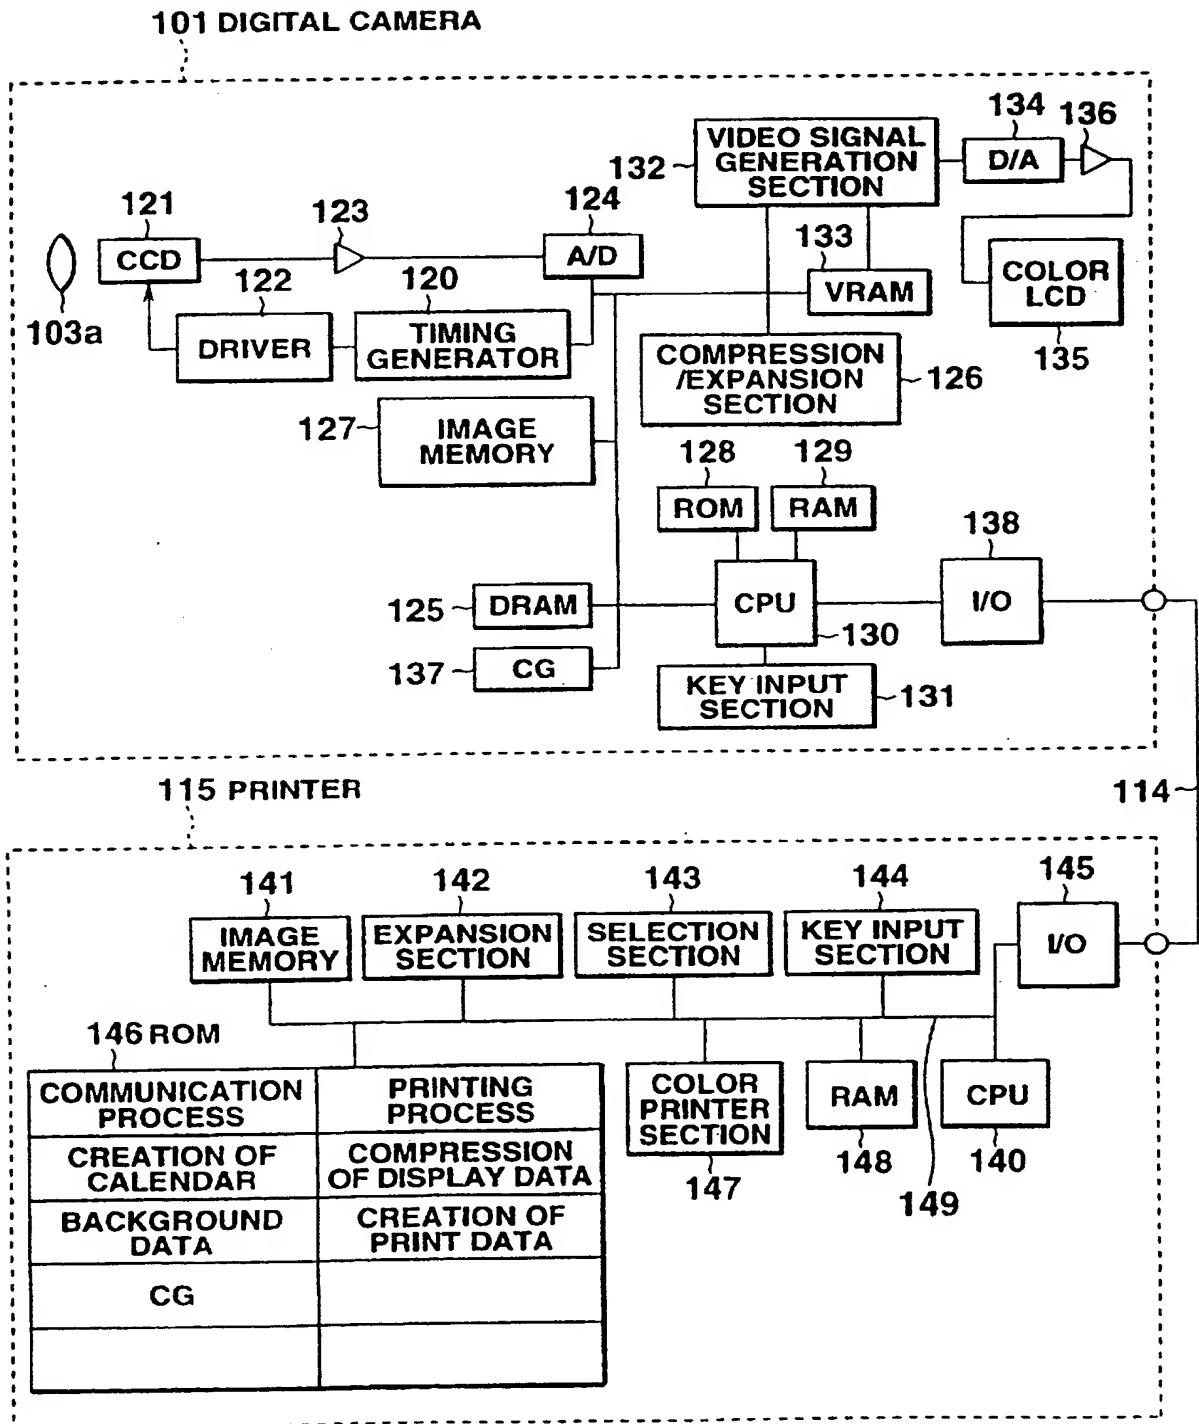 101 DIGITAL CAMERA
134 136
VIDEO SIGNAL
GENERATION
SECTION
132
D/A
121
123
124
CCD
A/D
133
VRAM
COLOR
LCD
135
103a
122
120
DRIVER
TIMING
GENERATOR
COMPRESSION
/EXPANSION
SECTION
126
127
IMAGE
MEMORY
128
129
ROM
RAM
138
125
DRAM
CPU
130
I/O
137
CG
KEY INPUT
SECTION
131
115 PRINTER
114
141
142
143
144
145
IMAGE
MEMORY
EXPANSION
SECTION
SELECTION
SECTION
KEY INPUT
SECTION
I/O
146 ROM
COMMUNICATION
PROCESS
PRINTING
PROCESS
CREATION OF
CALENDAR
COMPRESSION
OF DISPLAY DATA
BACKGROUND
DATA
CREATION OF
PRINT DATA
CG
COLOR
PRINTER
SECTION
147
RAM
148
CPU
140
149